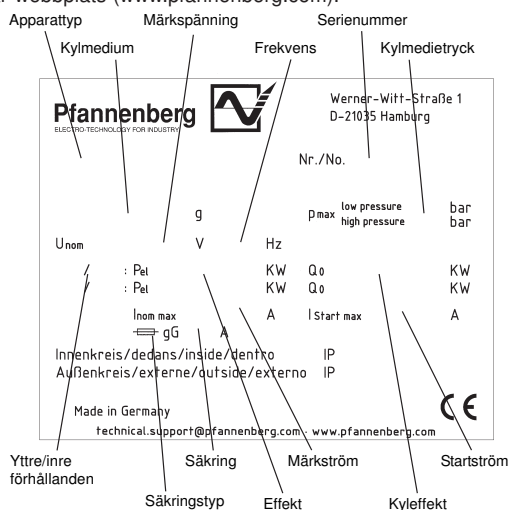 webbplats (www.pfannenberg.com).
Apparattyp Märkspänning Serienummer
Kylmedium Frekvens Kylmedietryck
Pfannenberg
ELECTRO-TECHNOLOGY FOR INDUSTRY
Werner-Witt-Straße 1
D-21035 Hamburg
Nr./No.
g pmax low pressure bar
high pressure bar
Unom V Hz
/ : Pel KW Q0 KW
/ : Pel KW Q0 KW
Inom max A I Start max A
gG A
Innenkreis/dedans/inside/dentro IP
Außenkreis/externe/outside/externo IP
Made in Germany CE
technical.support@pfannenberg.com - www.pfannenberg.com
Yttre/inre förhållanden Säkring Märkström Startström
Säkringstyp Effekt Kyleffekt